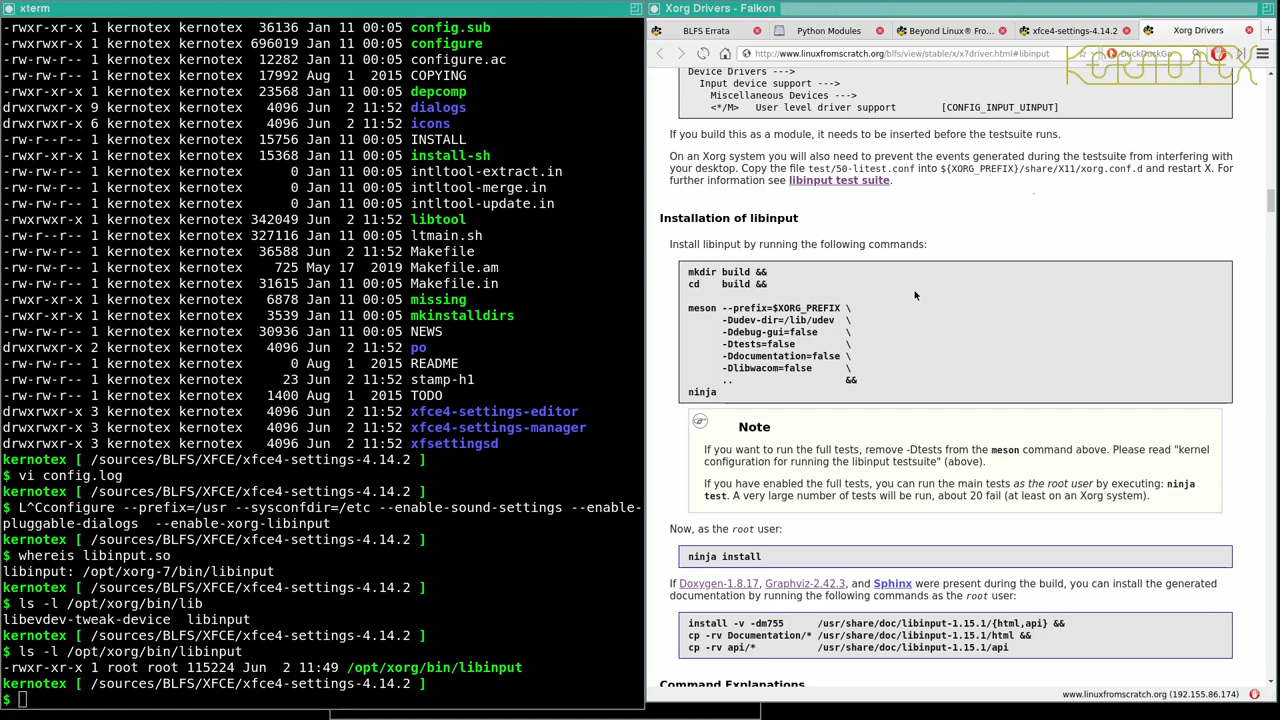 xterm
-rwxr-xr-x 1 kernotex kernotex  36136 Jan 11 00:05 config.sub
-rwxrwxr-x 1 kernotex kernotex 696019 Jan 11 00:05 configure
-rw-rw-r-- 1 kernotex kernotex  12282 Jan 11 00:05 configure.ac
-rw-rw-r-- 1 kernotex kernotex  17992 Aug  1  2015 COPYING
-rwxr-xr-x 1 kernotex kernotex  23568 Jan 11 00:05 depcomp
drwxrwxr-x 9 kernotex kernotex   4096 Jun  2 11:52 dialogs
drwxrwxr-x 6 kernotex kernotex   4096 Jun  2 11:52 icons
-rw-r--r-- 1 kernotex kernotex  15756 Jan 11 00:05 INSTALL
-rwxr-xr-x 1 kernotex kernotex  15368 Jan 11 00:05 install-sh
-rw-rw-r-- 1 kernotex kernotex      0 Jan 11 00:05 intltool-extract.in
-rw-rw-r-- 1 kernotex kernotex      0 Jan 11 00:05 intltool-merge.in
-rw-rw-r-- 1 kernotex kernotex      0 Jan 11 00:05 intltool-update.in
-rwxrwxr-x 1 kernotex kernotex 342049 Jun  2 11:52 libtool
-rw-r--r-- 1 kernotex kernotex 327116 Jan 11 00:05 ltmain.sh
-rw-rw-r-- 1 kernotex kernotex  36588 Jun  2 11:52 Makefile
-rw-rw-r-- 1 kernotex kernotex    725 May 17  2019 Makefile.am
-rw-rw-r-- 1 kernotex kernotex  31615 Jan 11 00:05 Makefile.in
-rwxr-xr-x 1 kernotex kernotex   6878 Jan 11 00:05 missing
-rwxr-xr-x 1 kernotex kernotex   3539 Jan 11 00:05 mkinstalldirs
-rw-rw-r-- 1 kernotex kernotex  30936 Jan 11 00:05 NEWS
drwxrwxr-x 2 kernotex kernotex   4096 Jun  2 11:52 po
-rw-rw-r-- 1 kernotex kernotex      0 Aug  1  2015 README
-rw-rw-r-- 1 kernotex kernotex     23 Jun  2 11:52 stamp-h1
-rw-rw-r-- 1 kernotex kernotex   1400 Aug  1  2015 TODO
drwxrwxr-x 3 kernotex kernotex   4096 Jun  2 11:52 xfce4-settings-editor
drwxrwxr-x 3 kernotex kernotex   4096 Jun  2 11:52 xfce4-settings-manager
drwxrwxr-x 3 kernotex kernotex   4096 Jun  2 11:52 xfsettingsd
kernotex [ /sources/BLFS/XFCE/xfce4-settings-4.14.2 ]
$ vi config.log
kernotex [ /sources/BLFS/XFCE/xfce4-settings-4.14.2 ]
$ L^Cconfigure --prefix=/usr --sysconfdir=/etc --enable-sound-settings --enable-
pluggable-dialogs  --enable-xorg-libinput
kernotex [ /sources/BLFS/XFCE/xfce4-settings-4.14.2 ]
$ whereis libinput.so
libinput: /opt/xorg-7/bin/libinput
kernotex [ /sources/BLFS/XFCE/xfce4-settings-4.14.2 ]
$ ls -l /opt/xorg/bin/lib
libevdev-tweak-device  libinput
kernotex [ /sources/BLFS/XFCE/xfce4-settings-4.14.2 ]
$ ls -l /opt/xorg/bin/libinput
-rwxr-xr-x 1 root root 115224 Jun  2 11:49 /opt/xorg/bin/libinput
kernotex [ /sources/BLFS/XFCE/xfce4-settings-4.14.2 ]
$
Xorg Drivers - Falkon
BLFS Errata
Python Modules
Beyond Linux® Fro...
xfce4-settings-4.14.2
Xorg Drivers
http://www.linuxfromscratch.org/blfs/view/stable/x/x7driver.html#libinput
DuckDuckGo
KERNOTEX
Device Drivers --->
Input device support --->
Miscellaneous Devices --->
<*/M>   User level driver support         [CONFIG_INPUT_UINPUT]
If you build this as a module, it needs to be inserted before the testsuite runs.
On an Xorg system you will also need to prevent the events generated during the testsuite from interfering with
your desktop. Copy the file test/50-litest.conf into ${XORG_PREFIX}/share/X11/xorg.conf.d and restart X. For
further information see libinput test suite.
Installation of libinput
Install libinput by running the following commands:
mkdir build &&
cd    build &&
meson --prefix=$XORG_PREFIX \
-Dudev-dir=/lib/udev  \
-Ddebug-gui=false     \
-Dtests=false         \
-Ddocumentation=false \
-Dlibwacom=false      \
..                    &&
ninja
Note
If you want to run the full tests, remove -Dtests from the meson command above. Please read "kernel
configuration for running the libinput testsuite" (above).
If you have enabled the full tests, you can run the main tests as the root user by executing: ninja
test. A very large number of tests will be run, about 20 fail (at least on an Xorg system).
Now, as the root user:
ninja install
If Doxygen-1.8.17, Graphviz-2.42.3, and Sphinx were present during the build, you can install the generated
documentation by running the following commands as the root user:
install -v -dm755      /usr/share/doc/libinput-1.15.1/{html,api} &&
cp -rv Documentation/* /usr/share/doc/libinput-1.15.1/html &&
cp -rv api/*           /usr/share/doc/libinput-1.15.1/api
Command Explanations
www.linuxfromscratch.org (192.155.86.174)